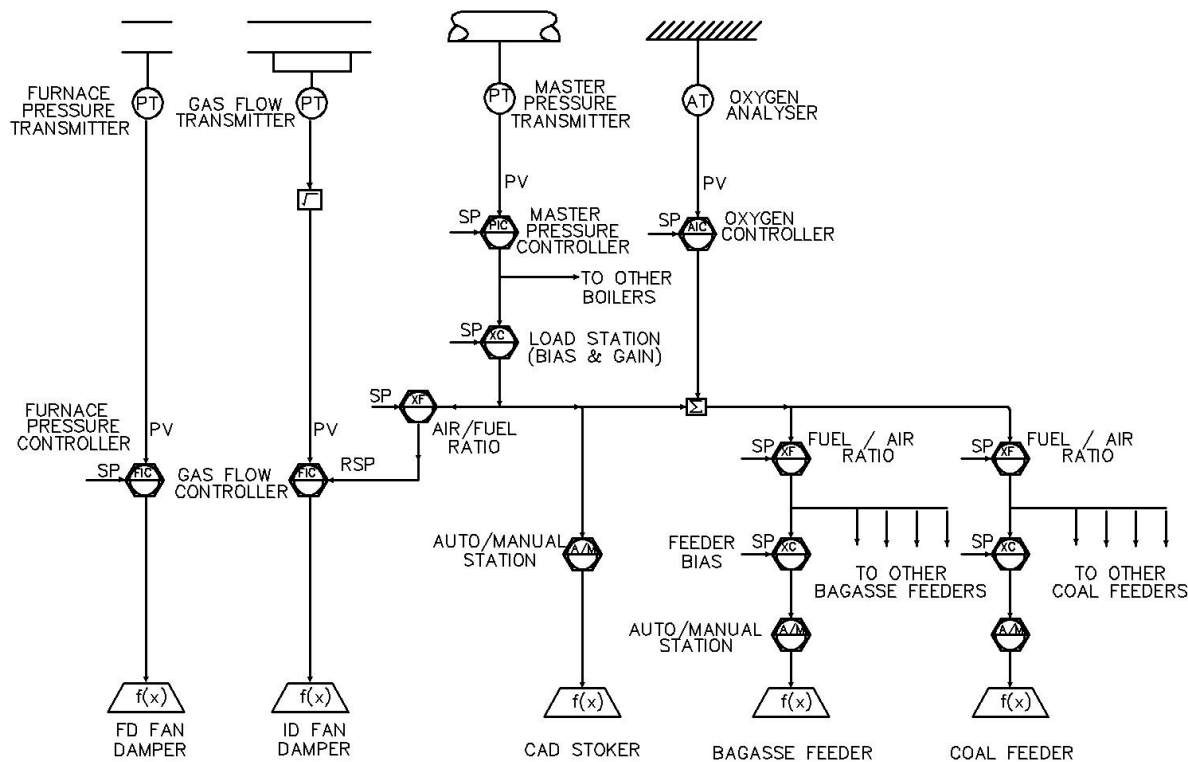 FURNACE
PRESSURE
TRANSMITTER
PT
GAS FLOW
TRANSMITTER
PT
√
PT
MASTER
PRESSURE
TRANSMITTER
AT
OXYGEN
ANALYSER
PV
PV
SP
PIC
MASTER
PRESSURE
CONTROLLER
SP
AIC
OXYGEN
CONTROLLER
TO OTHER
BOILERS
SP
XC
LOAD STATION
(BIAS & GAIN)
SP
XF
AIR/FUEL
RATIO
Σ
FURNACE
PRESSURE
CONTROLLER
PV
SP
FIC
GAS FLOW
CONTROLLER
PV
FIC
RSP
SP
XF
FUEL / AIR
RATIO
SP
XF
FUEL / AIR
RATIO
AUTO/MANUAL
STATION
A/M
FEEDER
BIAS
SP
XC
TO OTHER
BAGASSE FEEDERS
SP
XC
TO OTHER
COAL FEEDERS
AUTO/MANUAL
STATION
A/M
A/M
f(x)
FD FAN
DAMPER
f(x)
ID FAN
DAMPER
f(x)
CAD STOKER
f(x)
BAGASSE FEEDER
f(x)
COAL FEEDER